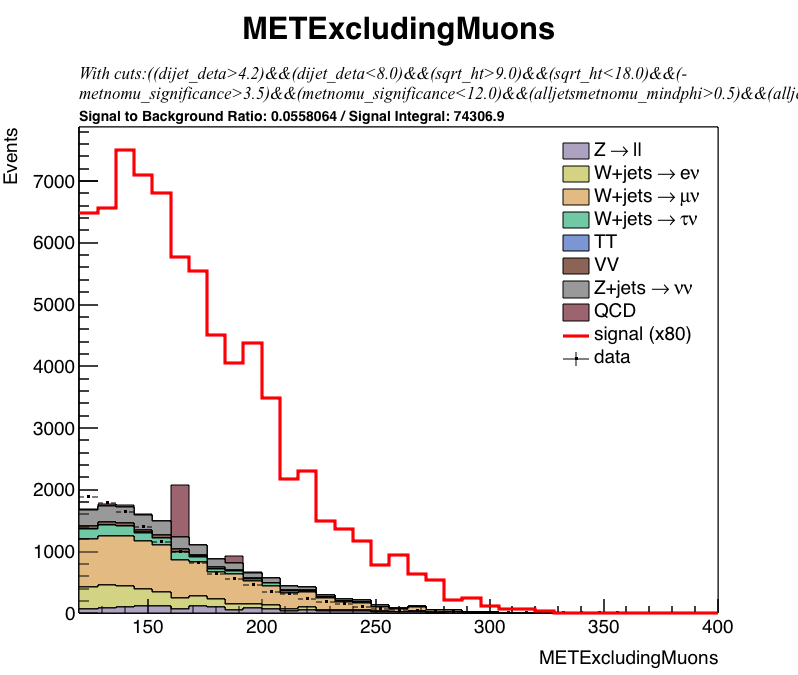 METExcludingMuons
With cuts:((dijet_deta>4.2)&&(dijet_deta<8.0)&&(sqrt_ht>9.0)&&(sqrt_ht<18.0)&&(-
metnomu_significance>3.5)&&(metnomu_significance<12.0)&&(alljetsmetnomu_mindphi>0.5)&&(allj
Signal to Background Ratio: 0.0558064 / Signal Integral: 74306.9
Events
7000
6000
5000
4000
3000
2000
1000
0
Z → ll
W+jets → eν
W+jets → μν
W+jets → τν
TT
VV
Z+jets → νν
QCD
signal (x80)
data
150
200
250
300
350
400
METExcludingMuons